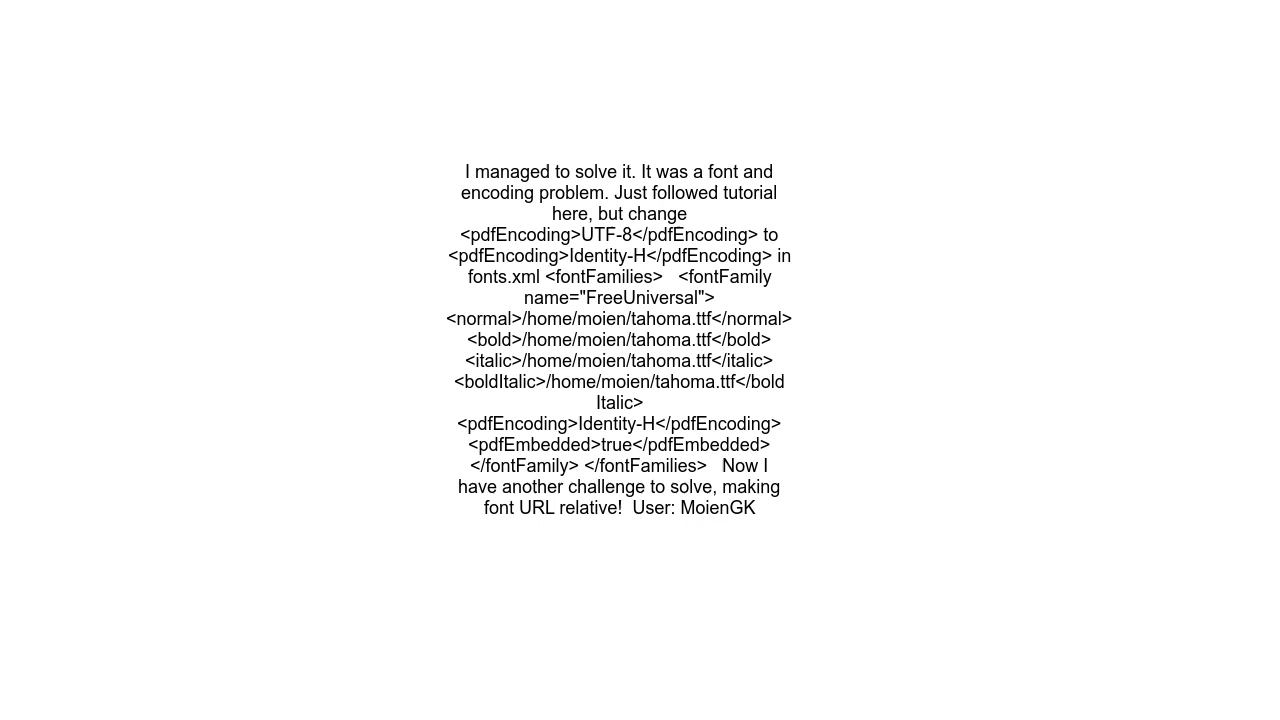 I managed to solve it. It was a font and
encoding problem. Just followed tutorial
here, but change
<pdfEncoding>UTF-8</pdfEncoding> to
<pdfEncoding>Identity-H</pdfEncoding> in
fonts.xml <fontFamilies>   <fontFamily
name="FreeUniversal">
<normal>/home/moien/tahoma.ttf</normal>
<bold>/home/moien/tahoma.ttf</bold>
<italic>/home/moien/tahoma.ttf</italic>
<boldItalic>/home/moien/tahoma.ttf</bold
Italic>
<pdfEncoding>Identity-H</pdfEncoding>
<pdfEmbedded>true</pdfEmbedded>
</fontFamily> </fontFamilies>   Now I
have another challenge to solve, making
font URL relative!  User: MoienGK